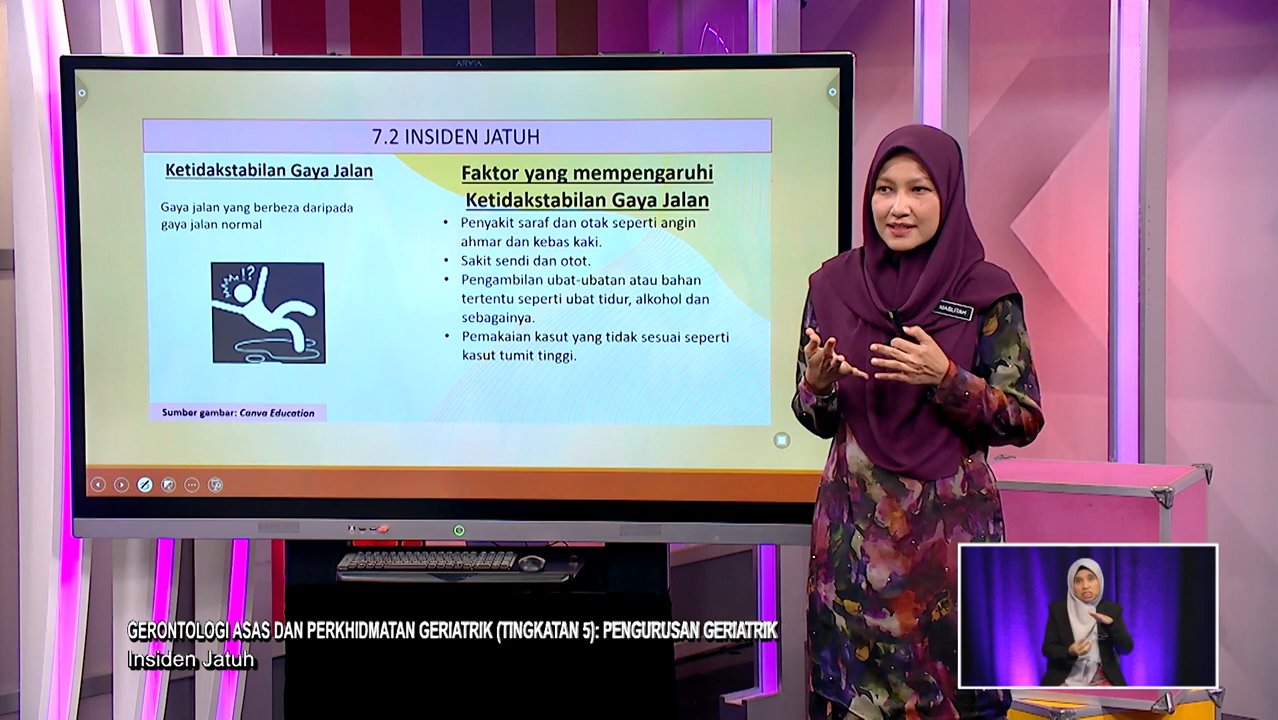 ARVIA
7.2 INSIDEN JATUH
Ketidakstabilan Gaya Jalan
Gaya jalan yang berbeza daripada
gaya jalan normal
!?
Sumber gambar: Canva Education
Faktor yang mempengaruhi
Ketidakstabilan Gaya Jalan
• Penyakit saraf dan otak seperti angin
ahmar dan kebas kaki.
• Sakit sendi dan otot.
• Pengambilan ubat-ubatan atau bahan
tertentu seperti ubat tidur, alkohol dan
sebagainya.
• Pemakaian kasut yang tidak sesuai seperti
kasut tumit tinggi.
MABLITAH
GERONTOLOGI ASAS DAN PERKHIDMATAN GERIATRIK (TINGKATAN 5): PENGURUSAN GERIATRIK
Insiden Jatuh